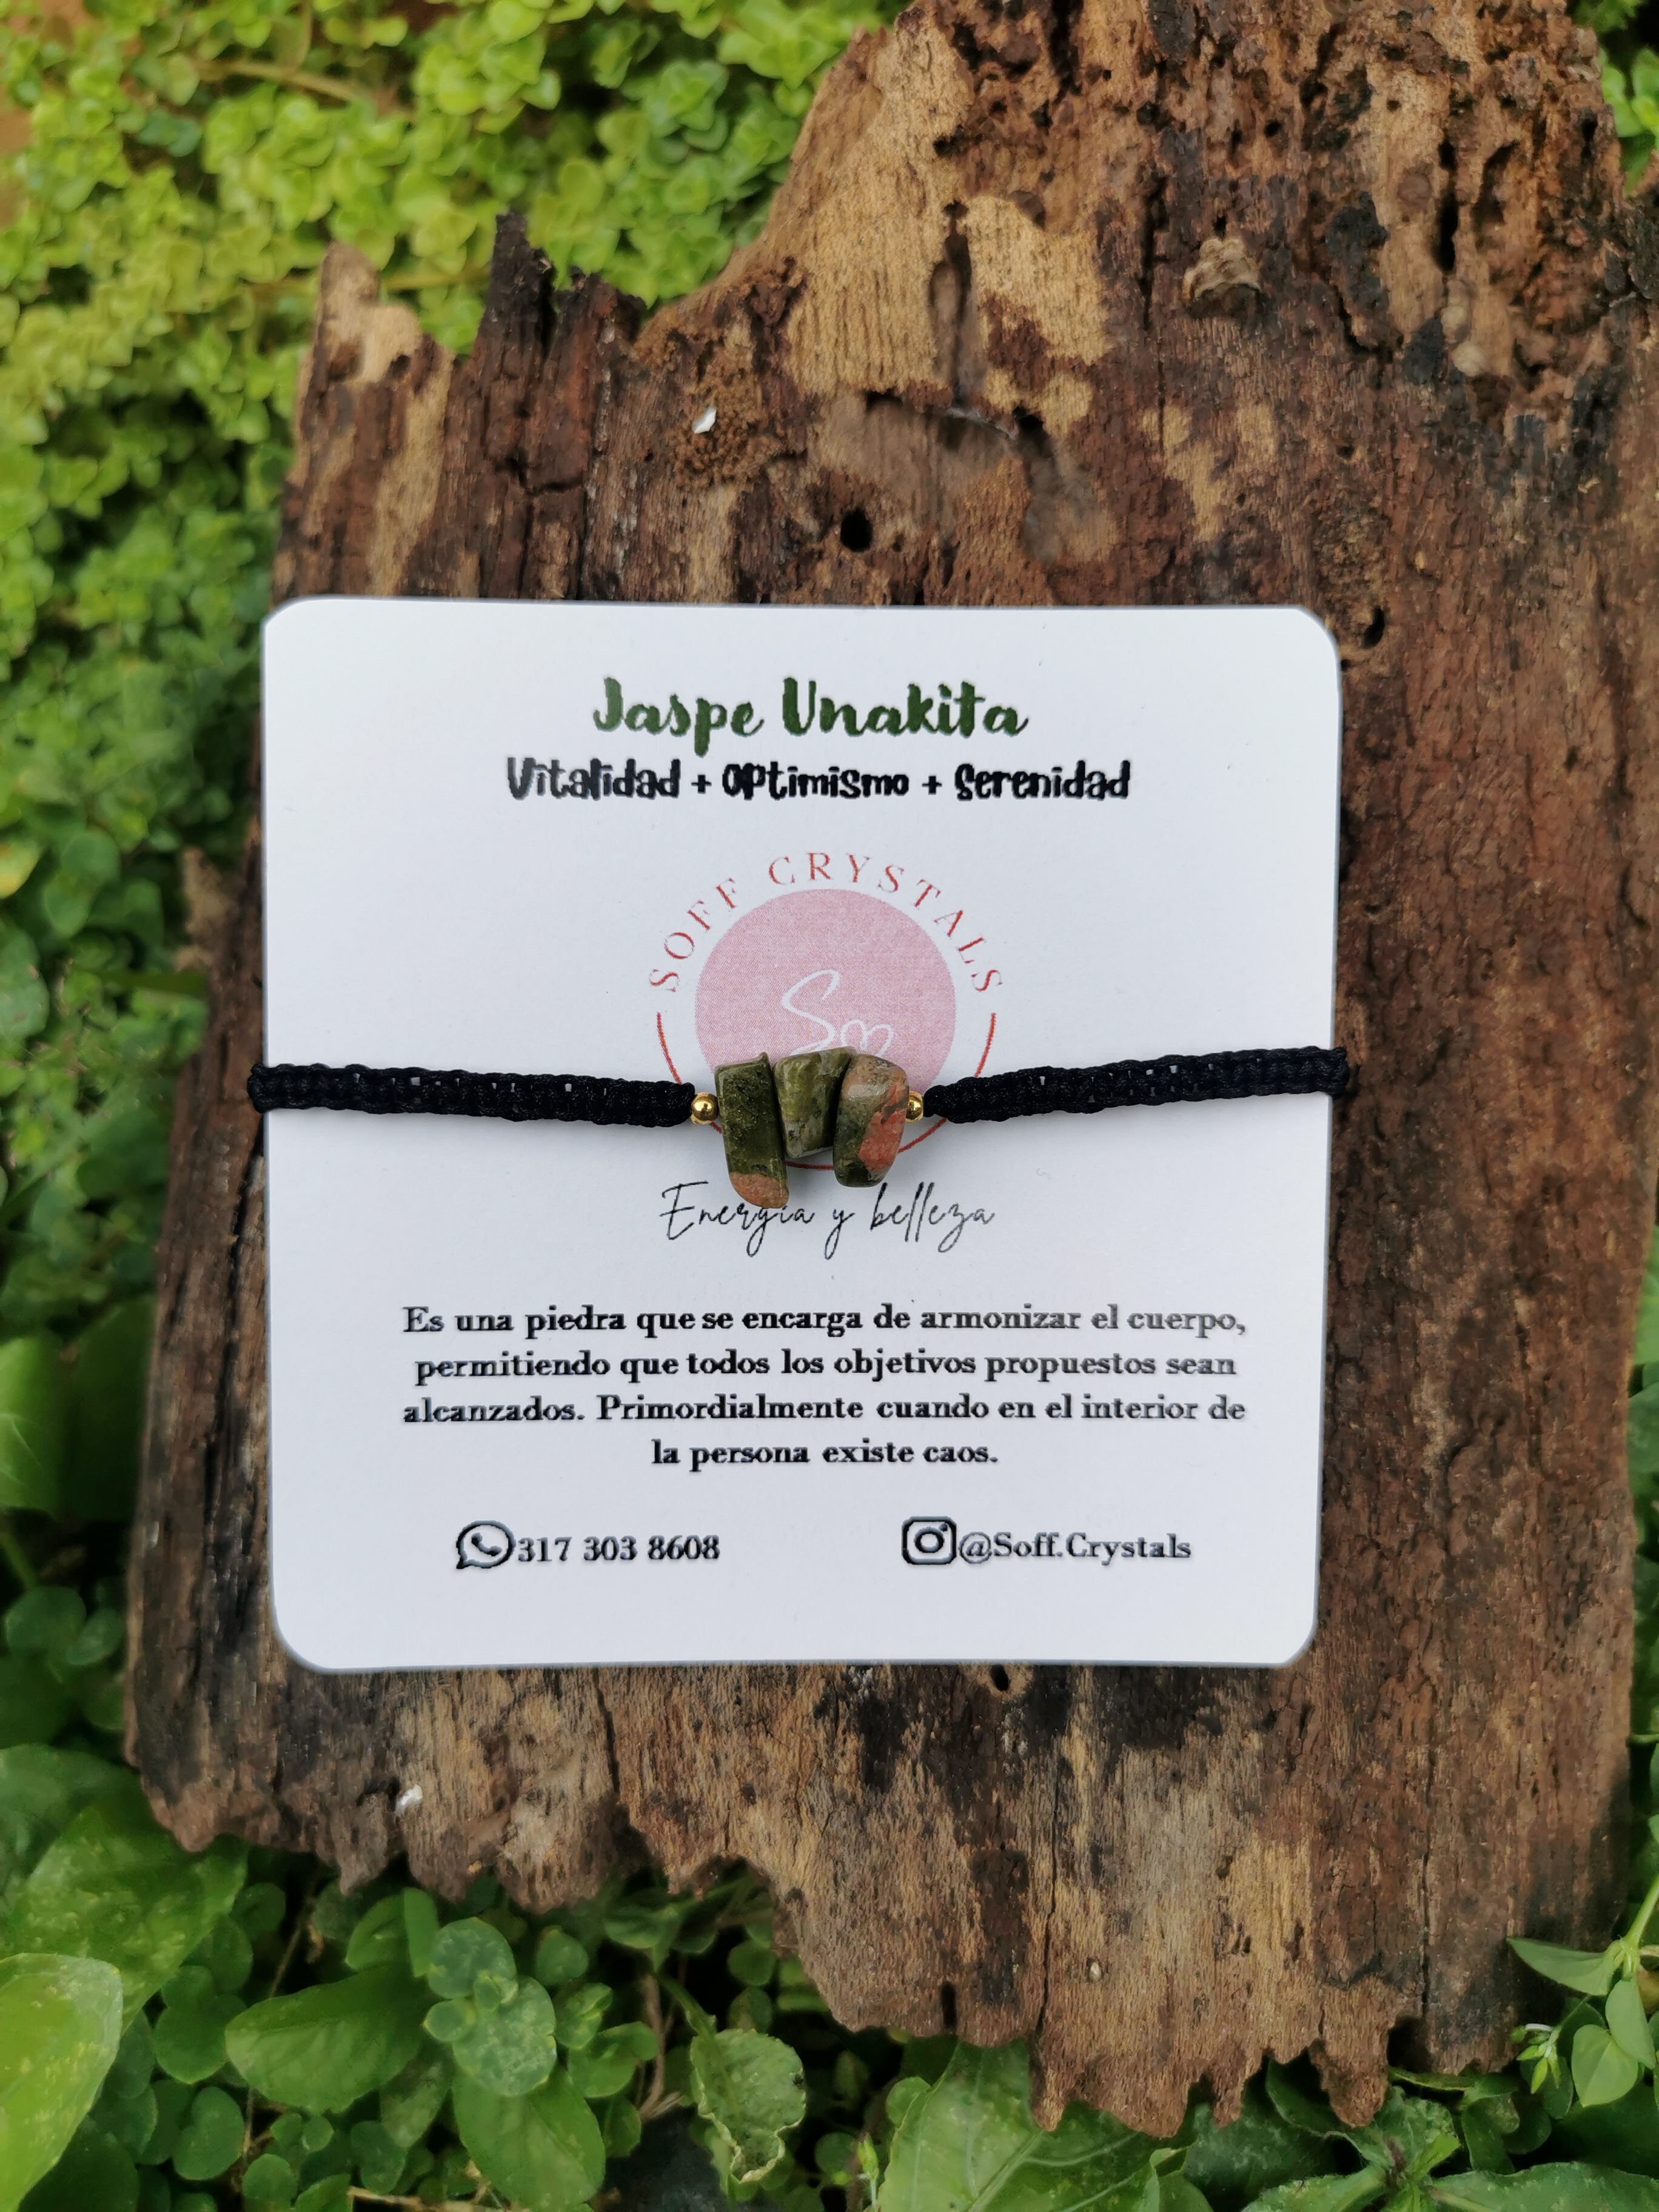 Jaspe Unakita
Vitalidad + Optimismo + Serenidad
SOFF CRYSTALS
S
Energía y belleza
Es una piedra que se encarga de armonizar el cuerpo,
permitiendo que todos los objetivos propuestos sean
alcanzados. Primordialmente cuando en el interior de
la persona existe caos.
317 303 8608
@Soff.Crystals